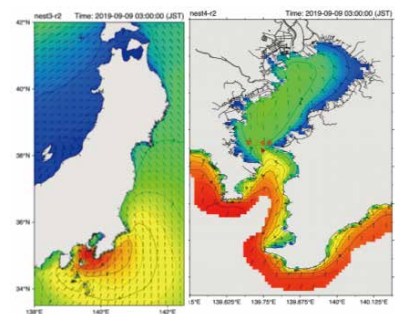 nest3-r2 Time: 2019-09-09 03:00:00 (JST)
42°N
40°N
38°N
36°N
34°N
138°E 140°E 142°E
nest4-r2 Time: 2019-09-09 03:00:00 (JST)
5°E 139.625°E 139.75°E 139.875°E 140°E 140.125°E